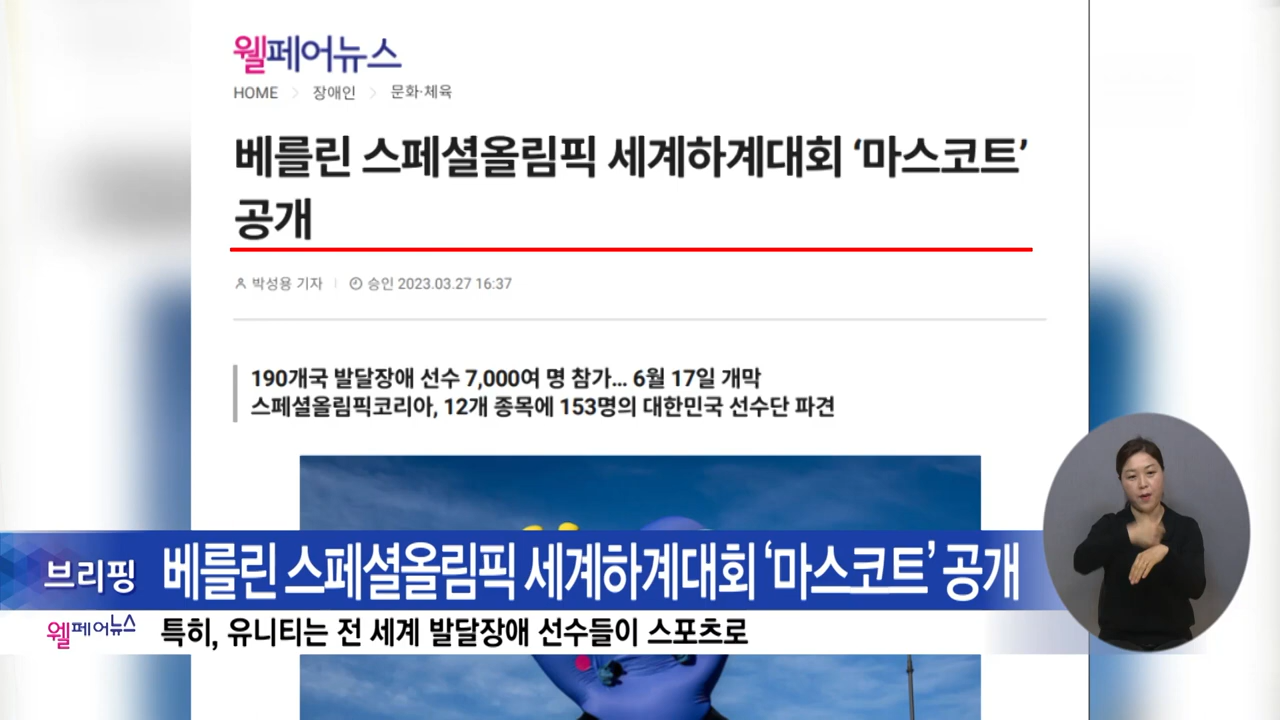 웰페어뉴스
HOME > 장애인 > 문화·체육
베를린 스페셜올림픽 세계하계대회 ‘마스코트’
공개
박성용 기자 | 승인 2023.03.27 16:37
190개국 발달장애 선수 7,000여 명 참가... 6월 17일 개막
스페셜올림픽코리아, 12개 종목에 153명의 대한민국 선수단 파견
브리핑 베를린 스페셜올림픽 세계하계대회 ‘마스코트’ 공개
웰페어뉴스 특히, 유니티는 전 세계 발달장애 선수들이 스포츠로